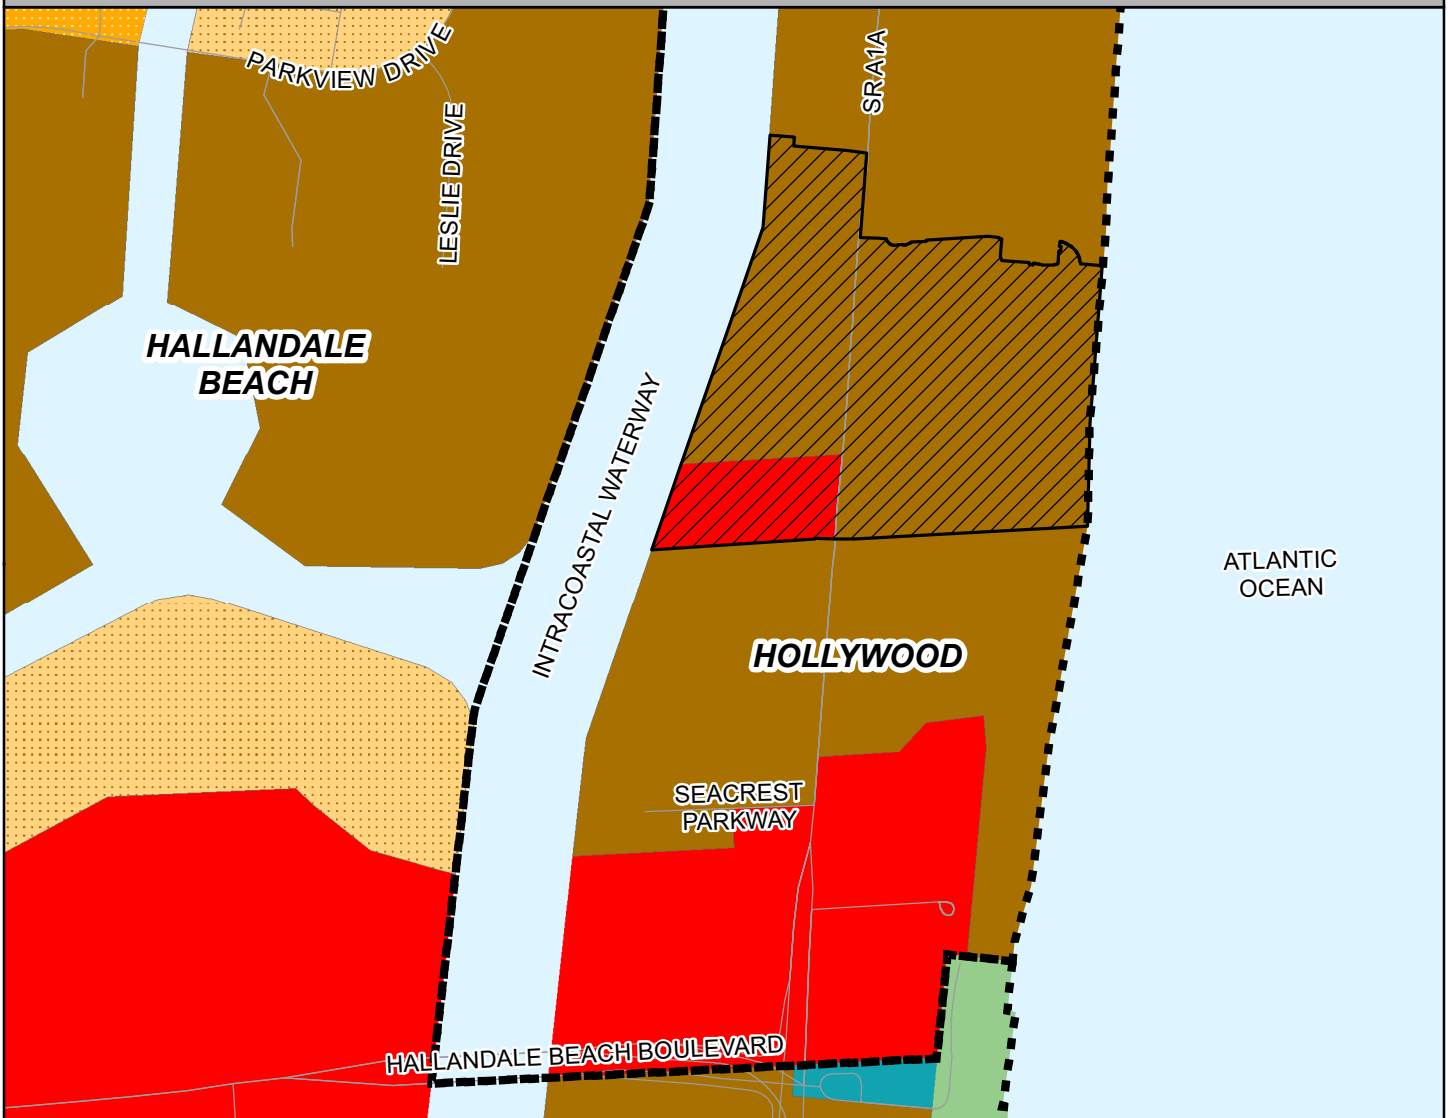 PARKVIEW DRIVE
SR A1A
LESLIE DRIVE
HALLANDALE
BEACH
INTRACOASTAL WATERWAY
ATLANTIC
OCEAN
HOLLYWOOD
SEACREST
PARKWAY
HALLANDALE BEACH BOULEVARD